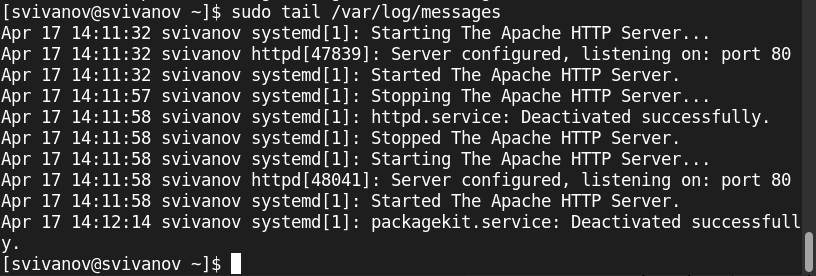 [svivanov@svivanov ~]$ sudo tail /var/log/messages
Apr 17 14:11:32 svivanov systemd[1]: Starting The Apache HTTP Server...
Apr 17 14:11:32 svivanov httpd[47839]: Server configured, listening on: port 80
Apr 17 14:11:32 svivanov systemd[1]: Started The Apache HTTP Server.
Apr 17 14:11:57 svivanov systemd[1]: Stopping The Apache HTTP Server...
Apr 17 14:11:58 svivanov systemd[1]: httpd.service: Deactivated successfully.
Apr 17 14:11:58 svivanov systemd[1]: Stopped The Apache HTTP Server.
Apr 17 14:11:58 svivanov systemd[1]: Starting The Apache HTTP Server...
Apr 17 14:11:58 svivanov httpd[48041]: Server configured, listening on: port 80
Apr 17 14:11:58 svivanov systemd[1]: Started The Apache HTTP Server.
Apr 17 14:12:14 svivanov systemd[1]: packagekit.service: Deactivated successfull
y.
[svivanov@svivanov ~]$